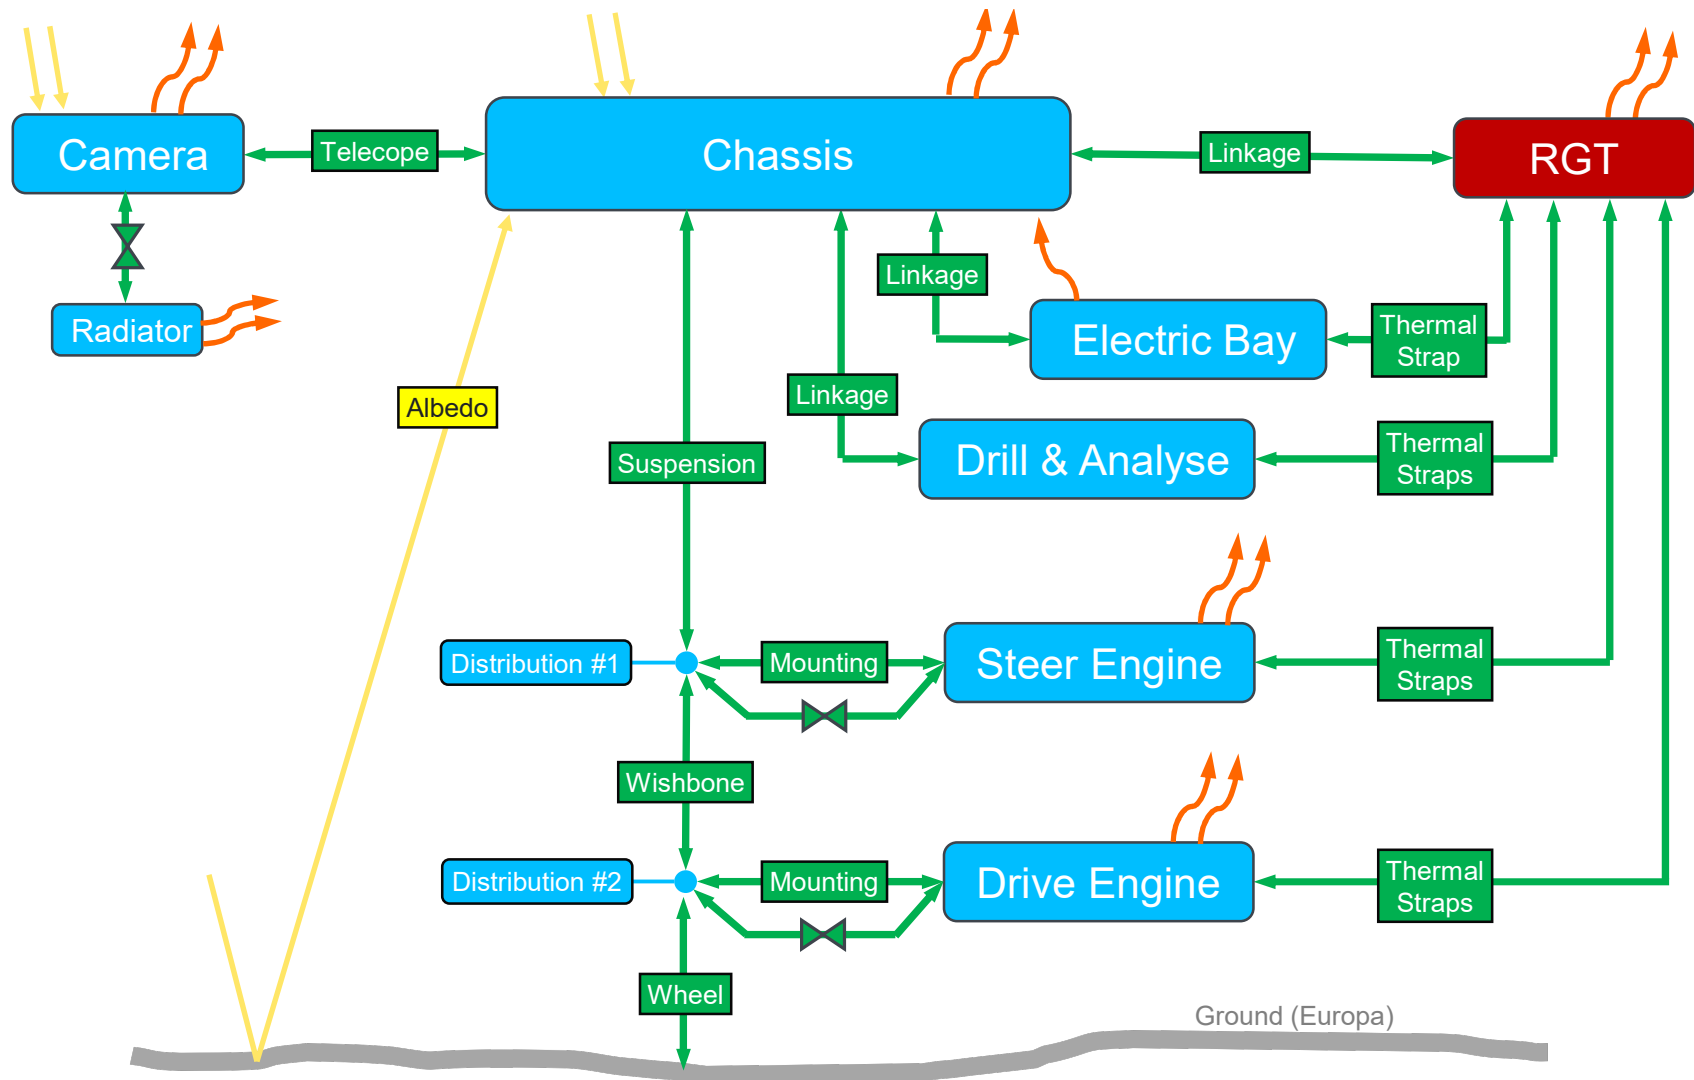 Camera
Telecope
Chassis
Linkage
RGT
Radiator
Linkage
Electric Bay
Thermal
Strap
Albedo
Linkage
Suspension
Drill & Analyse
Thermal
Straps
Distribution #1
Mounting
Steer Engine
Thermal
Straps
Wishbone
Distribution #2
Mounting
Drive Engine
Thermal
Straps
Wheel
Ground (Europa)